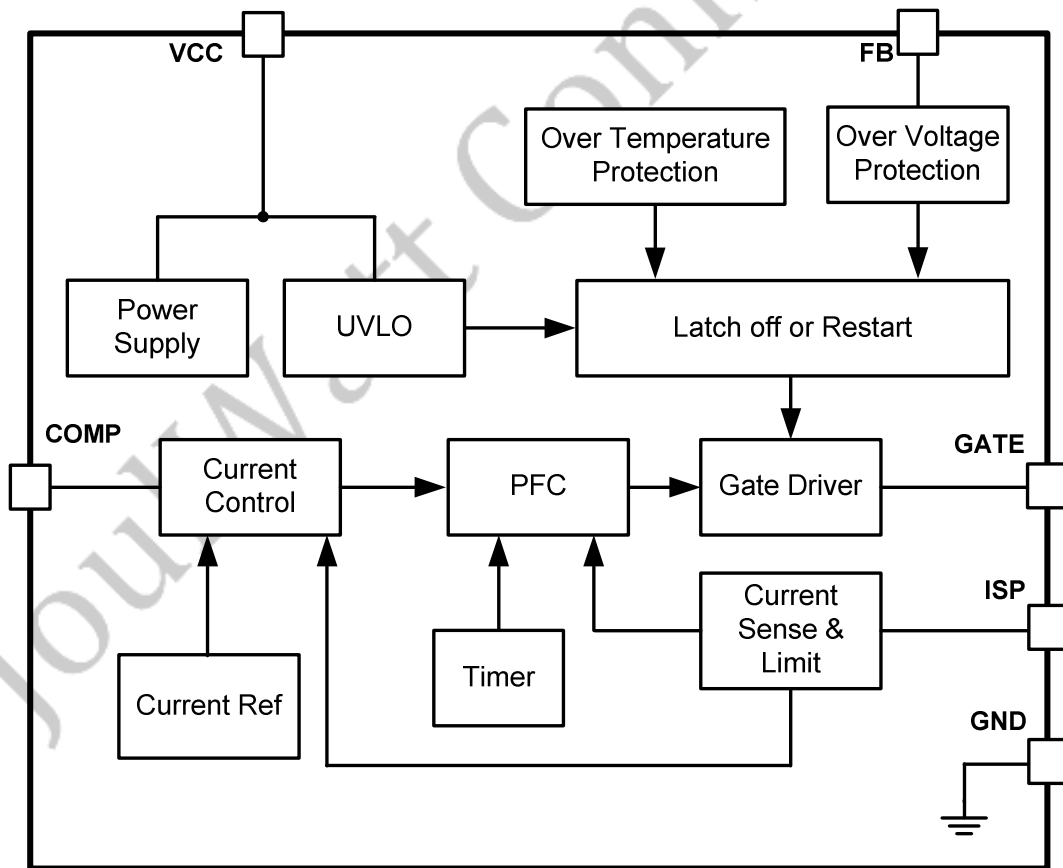 VCC
FB
Over Temperature
Protection
Over Voltage
Protection
Power
Supply
UVLO
Latch off or Restart
COMP
Current
Control
PFC
Gate Driver
GATE
Current Ref
Timer
Current
Sense &
Limit
ISP
GND